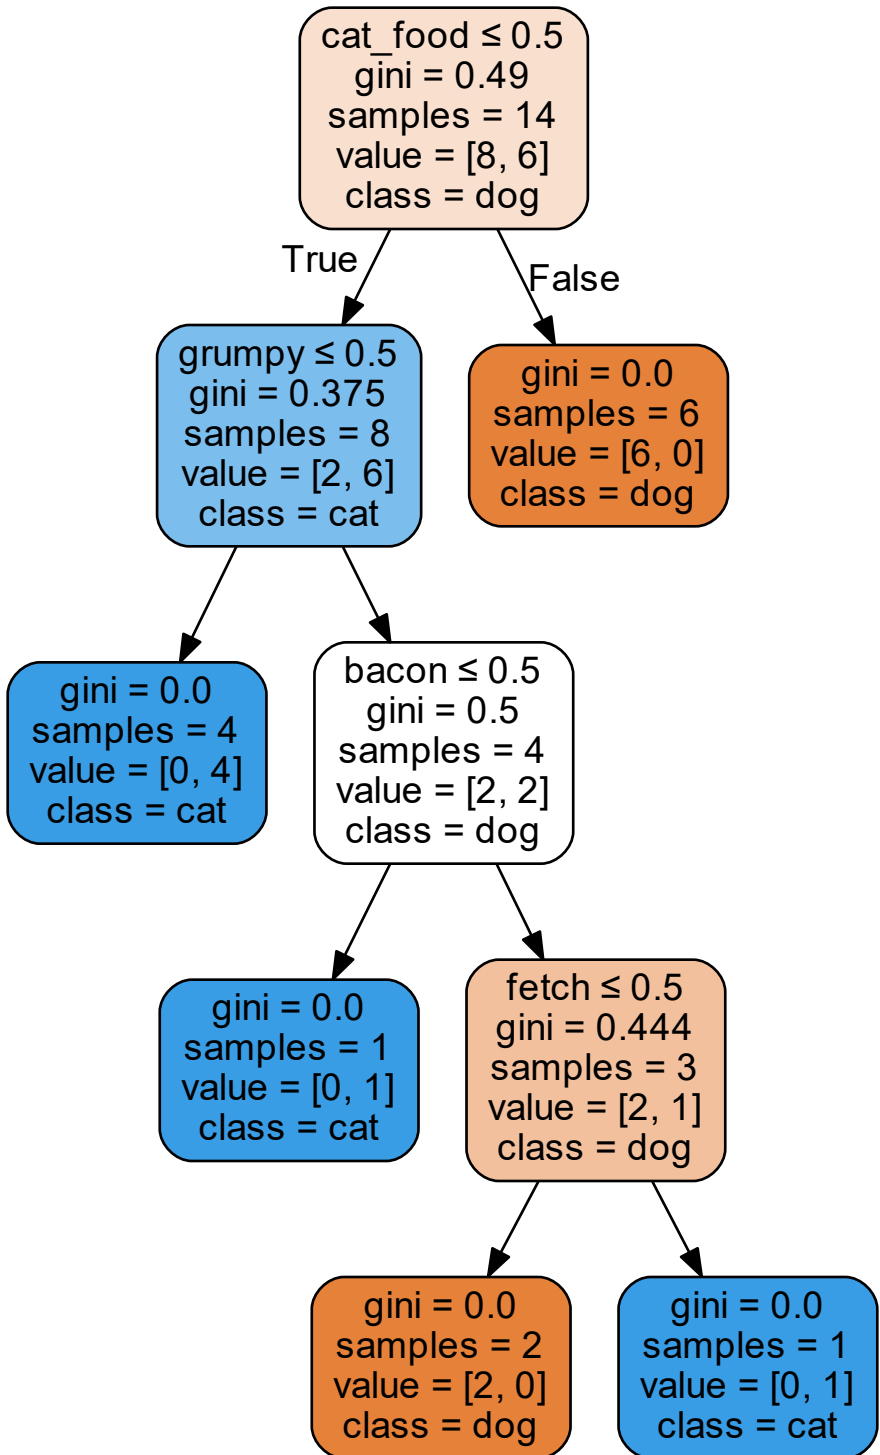 cat_food ≤ 0.5
gini = 0.49
samples = 14
value = [8, 6]
class = dog
True
False
grumpy ≤ 0.5
gini = 0.375
samples = 8
value = [2, 6]
class = cat
gini = 0.0
samples = 6
value = [6, 0]
class = dog
gini = 0.0
samples = 4
value = [0, 4]
class = cat
bacon ≤ 0.5
gini = 0.5
samples = 4
value = [2, 2]
class = dog
gini = 0.0
samples = 1
value = [0, 1]
class = cat
fetch ≤ 0.5
gini = 0.444
samples = 3
value = [2, 1]
class = dog
gini = 0.0
samples = 2
value = [2, 0]
class = dog
gini = 0.0
samples = 1
value = [0, 1]
class = cat